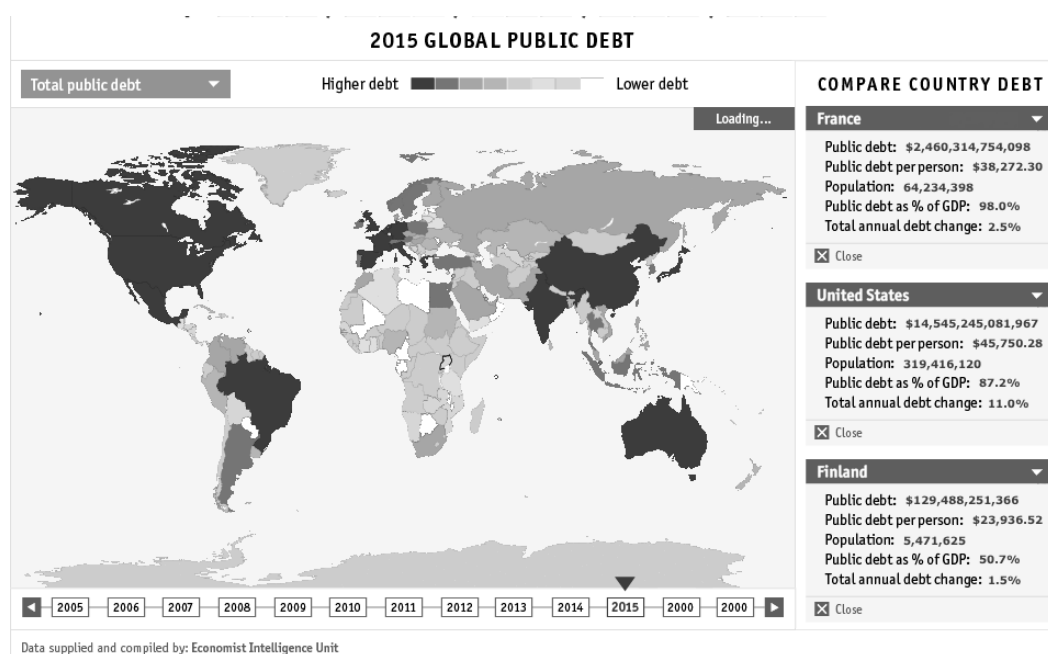 2015 GLOBAL PUBLIC DEBT
Total public debt
Higher debt
Lower debt
Loading...
COMPARE COUNTRY DEBT
France
Public debt: $2,460,314,754,098
Public debt per person: $38,272.30
Population: 64,234,398
Public debt as % of GDP: 98.0%
Total annual debt change: 2.5%
Close
United States
Public debt: $14,545,245,081,967
Public debt per person: $45,750.28
Population: 319,416,120
Public debt as % of GDP: 87.2%
Total annual debt change: 11.0%
Close
Finland
Public debt: $129,488,251,366
Public debt per person: $23,936.52
Population: 5,471,625
Public debt as % of GDP: 50.7%
Total annual debt change: 1.5%
Close
2005 2006 2007 2008 2009 2010 2011 2012 2013 2014 2015 2000 2000
Data supplied and compiled by: Economist Intelligence Unit